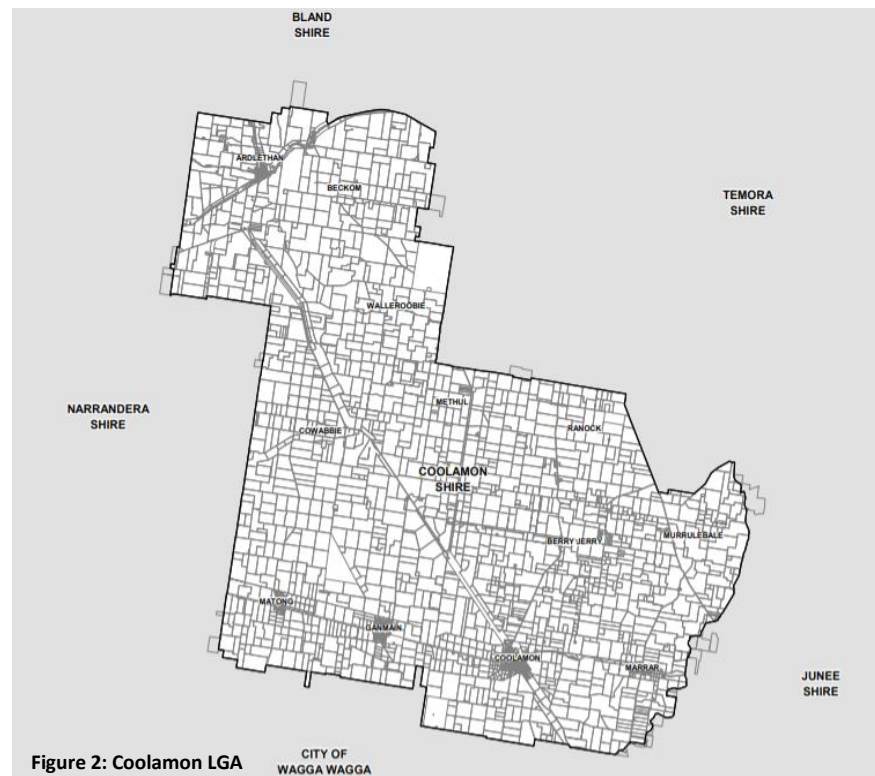 BLAND
SHIRE
ARDLETHAN
BECKOM
TEMORA
SHIRE
WALLEROOBIE
METHUL
NARRANDERA
SHIRE
COWABBIE
RANOCK
COOLAMON
SHIRE
BERRY JERRY
MURRULEBALE
MATONG
GANMAIN
COOLAMON
MARRAR
JUNEE
SHIRE
CITY OF
WAGGA WAGGA
Figure 2: Coolamon LGA